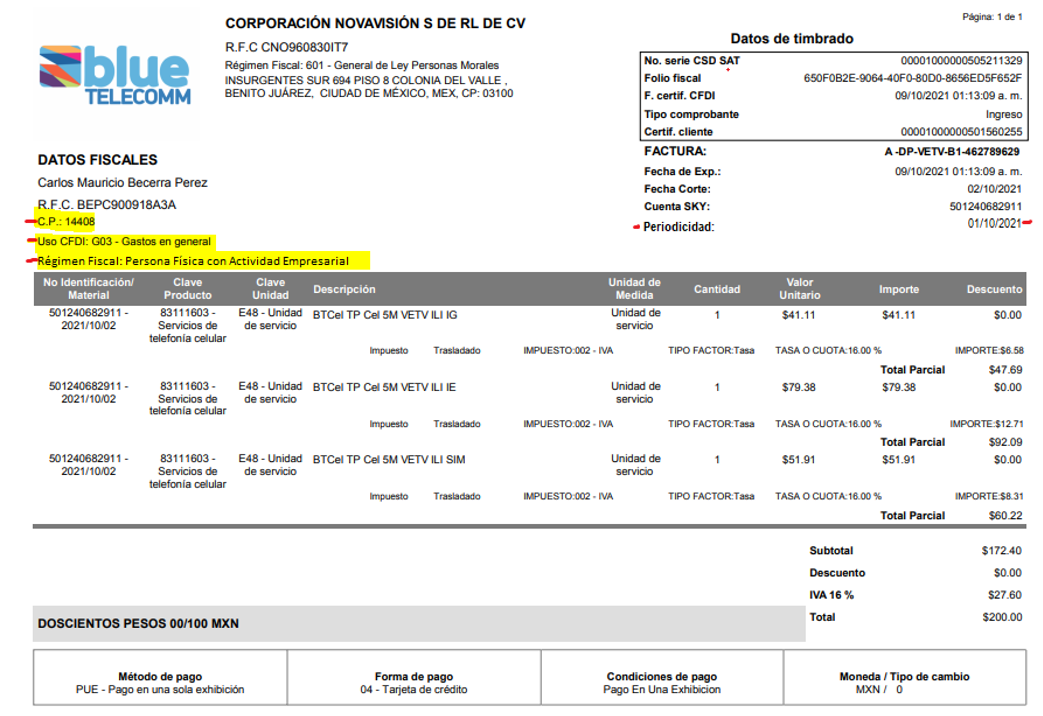 Página: 1 de 1
blue
TELECOMM
CORPORACIÓN NOVAVISIÓN S DE RL DE CV
R.F.C CNO960830IT7
Régimen Fiscal: 601 - General de Ley Personas Morales
INSURGENTES SUR 694 PISO 8 COLONIA DEL VALLE ,
BENITO JUÁREZ, CIUDAD DE MÉXICO, MEX, CP: 03100
Datos de timbrado
No. serie CSD SAT 00001000000505211329
Folio fiscal 650F0B2E-9064-40F0-80D0-8656ED5F652F
F. certif. CFDI 09/10/2021 01:13:09 a. m.
Tipo comprobante Ingreso
Certif. cliente 00001000000501560255
FACTURA: A -DP-VETV-B1-462789629
Fecha de Exp.: 09/10/2021 01:13:09 a. m.
Fecha Corte: 02/10/2021
Cuenta SKY: 501240682911
Periodicidad: 01/10/2021
DATOS FISCALES
Carlos Mauricio Becerra Perez
R.F.C. BEPC900918A3A
C.P.: 14408
Uso CFDI: G03 - Gastos en general
Régimen Fiscal: Persona Física con Actividad Empresarial
No Identificación/ Clave Clave Descripción Unidad de Cantidad Valor Importe Descuento
Material Producto Unidad Medida Unitario
501240682911 - 83111603 - E48 - Unidad BTCel TP Cel 5M VETV ILI IG Unidad de 1 $41.11 $41.11 $0.00
2021/10/02 Servicios de de servicio servicio
telefonía celular
Impuesto Trasladado IMPUESTO:002 - IVA TIPO FACTOR:Tasa TASA O CUOTA:16.00 % IMPORTE:$6.58
Total Parcial $47.69
501240682911 - 83111603 - E48 - Unidad BTCel TP Cel 5M VETV ILI IE Unidad de 1 $79.38 $79.38 $0.00
2021/10/02 Servicios de de servicio servicio
telefonía celular
Impuesto Trasladado IMPUESTO:002 - IVA TIPO FACTOR:Tasa TASA O CUOTA:16.00 % IMPORTE:$12.71
Total Parcial $92.09
501240682911 - 83111603 - E48 - Unidad BTCel TP Cel 5M VETV ILI SIM Unidad de 1 $51.91 $51.91 $0.00
2021/10/02 Servicios de de servicio servicio
telefonía celular
Impuesto Trasladado IMPUESTO:002 - IVA TIPO FACTOR:Tasa TASA O CUOTA:16.00 % IMPORTE:$8.31
Total Parcial $60.22
Subtotal $172.40
Descuento $0.00
IVA 16 % $27.60
Total $200.00
DOSCIENTOS PESOS 00/100 MXN
Método de pago Forma de pago Condiciones de pago Moneda / Tipo de cambio
PUE - Pago en una sola exhibición 04 - Tarjeta de crédito Pago En Una Exhibicion MXN / 0